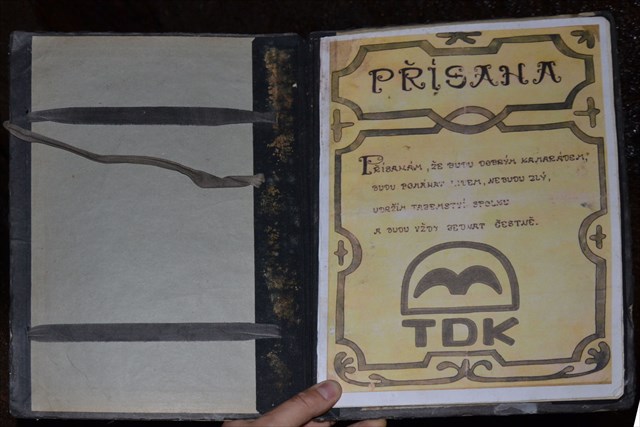 PŘÍSAHA
PŘÍSAHÁM, ŽE BUDU DOBRÝM KAMARÁDEM,
BUDU POMÁHAT LIDEM, NEBUDU ZLÝ,
UDRŽÍM TAJEMSTVÍ SPOLKU
A BUDU VŽDY JEDNAT ČESTNĚ.
TDK